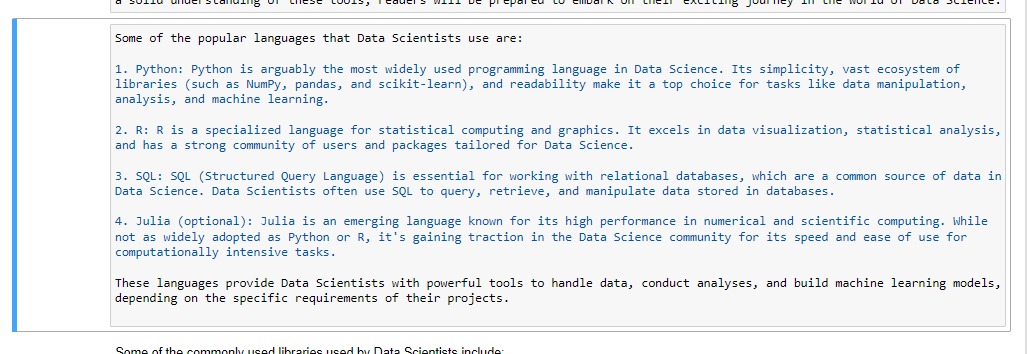 a solid understanding of these tools, readers will be prepared to embark on their exciting journey in the world of Data Science.
Some of the popular languages that Data Scientists use are:
1. Python: Python is arguably the most widely used programming language in Data Science. Its simplicity, vast ecosystem of
libraries (such as NumPy, pandas, and scikit-learn), and readability make it a top choice for tasks like data manipulation,
analysis, and machine learning.
2. R: R is a specialized language for statistical computing and graphics. It excels in data visualization, statistical analysis,
and has a strong community of users and packages tailored for Data Science.
3. SQL: SQL (Structured Query Language) is essential for working with relational databases, which are a common source of data in
Data Science. Data Scientists often use SQL to query, retrieve, and manipulate data stored in databases.
4. Julia (optional): Julia is an emerging language known for its high performance in numerical and scientific computing. While
not as widely adopted as Python or R, it's gaining traction in the Data Science community for its speed and ease of use for
computationally intensive tasks.
These languages provide Data Scientists with powerful tools to handle data, conduct analyses, and build machine learning models,
depending on the specific requirements of their projects.
Some of the commonly used libraries used by Data Scientists include: